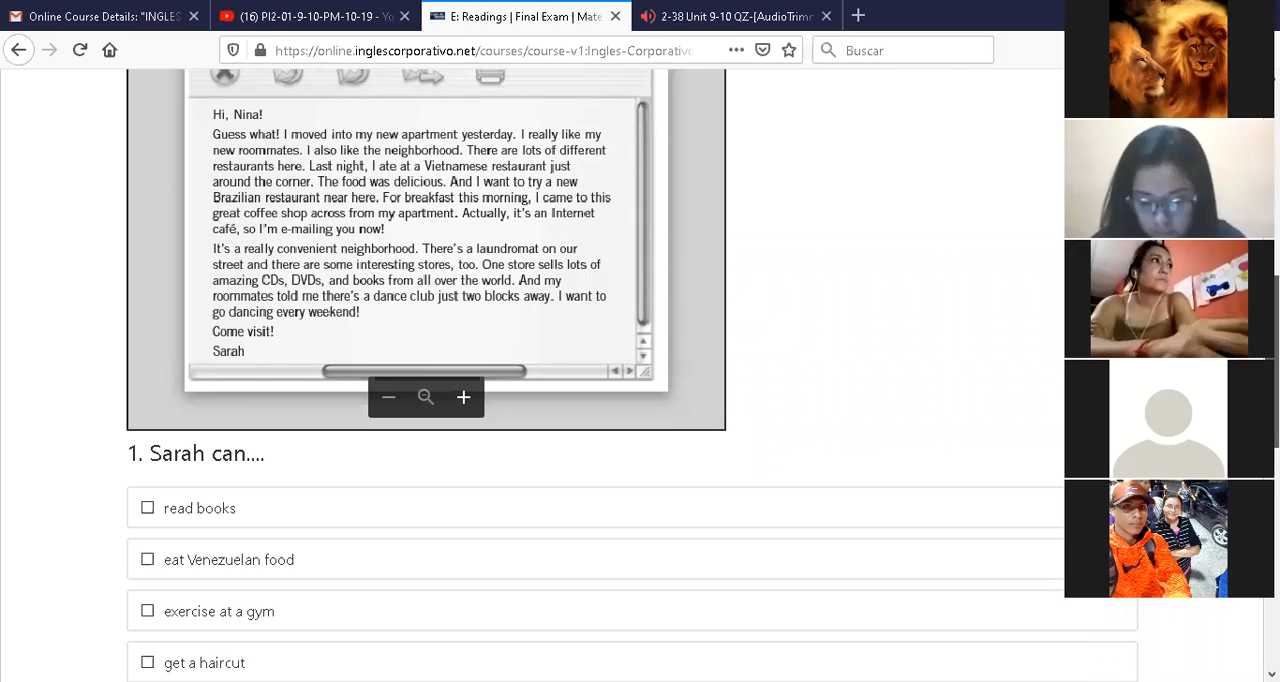 Online Course Details: "INGLES
(16) PI2-01-9-10-PM-10-19 - Yo
E: Readings | Final Exam | Mate
2-38 Unit 9-10 QZ-[AudioTrimm
https://online.inglescorporativo.net/courses/course-v1:Ingles-Corporativo
Buscar
Hi, Nina!
Guess what! I moved into my new apartment yesterday. I really like my
new roommates. I also like the neighborhood. There are lots of different
restaurants here. Last night, I ate at a Vietnamese restaurant just
around the corner. The food was delicious. And I want to try a new
Brazilian restaurant near here. For breakfast this morning, I came to this
great coffee shop across from my apartment. Actually, it's an Internet
café, so I'm e-mailing you now!
It's a really convenient neighborhood. There's a laundromat on our
street and there are some interesting stores, too. One store sells lots of
amazing CDs, DVDs, and books from all over the world. And my
roommates told me there's a dance club just two blocks away. I want to
go dancing every weekend!
Come visit!
Sarah
1. Sarah can....
read books
eat Venezuelan food
exercise at a gym
get a haircut